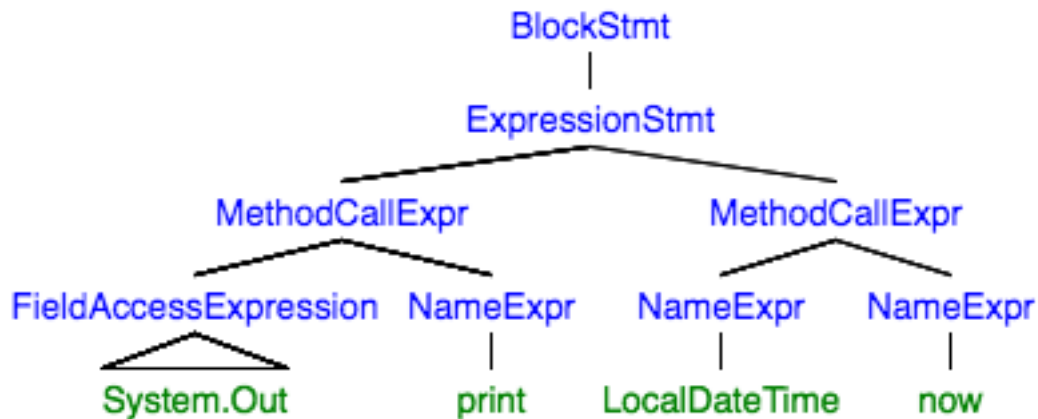 BlockStmt
ExpressionStmt
MethodCallExpr MethodCallExpr
FieldAccessExpression NameExpr NameExpr NameExpr
System.Out print LocalDateTime now